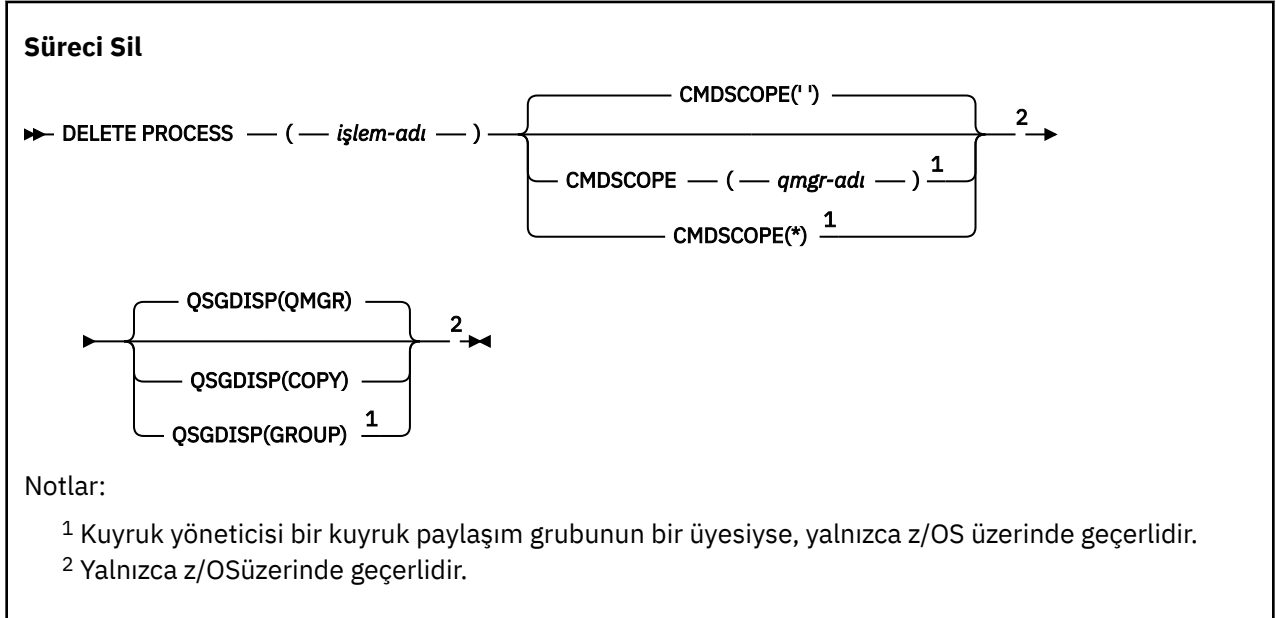 Süreci Sil
CMDSCOPE(' ')
DELETE PROCESS ( işlem-adı ) 2
CMDSCOPE ( qmgr-adı ) 1
CMDSCOPE(*) 1
QSGDISP(QMGR)
2
QSGDISP(COPY)
QSGDISP(GROUP) 1
Notlar:
1 Kuyruk yöneticisi bir kuyruk paylaşım grubunun bir üyesiyse, yalnızca z/OS üzerinde geçerlidir.
2 Yalnızca z/OSüzerinde geçerlidir.